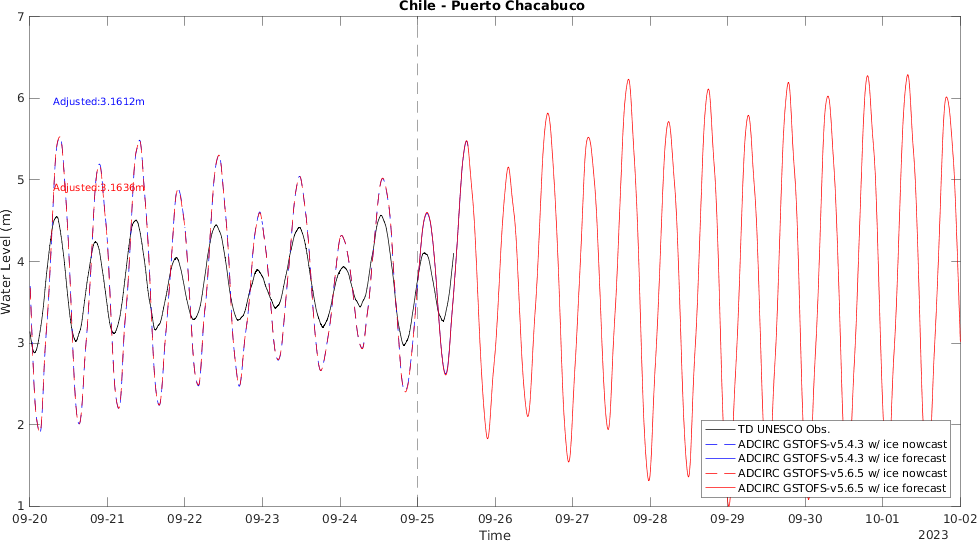 Chile - Puerto Chacabuco
Water Level (m)
7
6
5
4
3
2
1
Adjusted:3.1612m
Adjusted:3.1636m
TD UNESCO Obs.
ADCIRC GSTOFS-v5.4.3 w/ ice nowcast
ADCIRC GSTOFS-v5.4.3 w/ ice forecast
ADCIRC GSTOFS-v5.6.5 w/ ice nowcast
ADCIRC GSTOFS-v5.6.5 w/ ice forecast
09-20 09-21 09-22 09-23 09-24 09-25 09-26 09-27 09-28 09-29 09-30 10-01 10-02
Time
2023